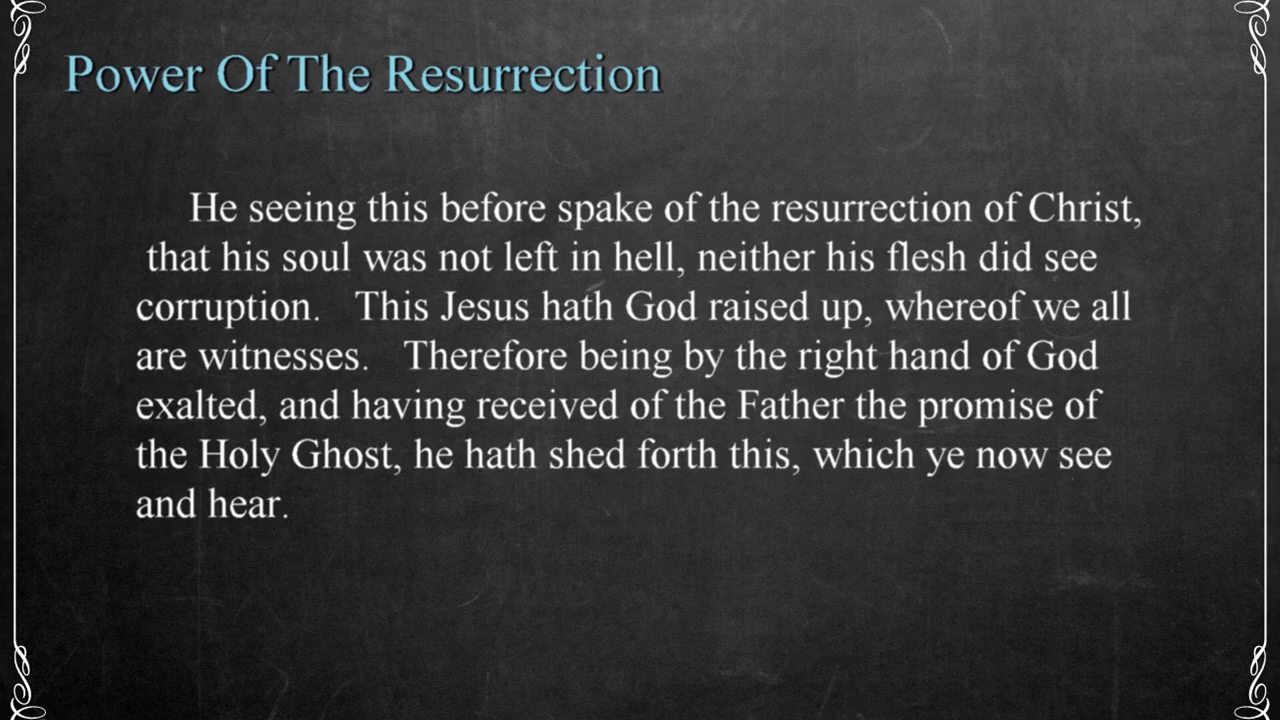 Power Of The Resurrection
He seeing this before spake of the resurrection of Christ,
that his soul was not left in hell, neither his flesh did see
corruption. This Jesus hath God raised up, whereof we all
are witnesses. Therefore being by the right hand of God
exalted, and having received of the Father the promise of
the Holy Ghost, he hath shed forth this, which ye now see
and hear.